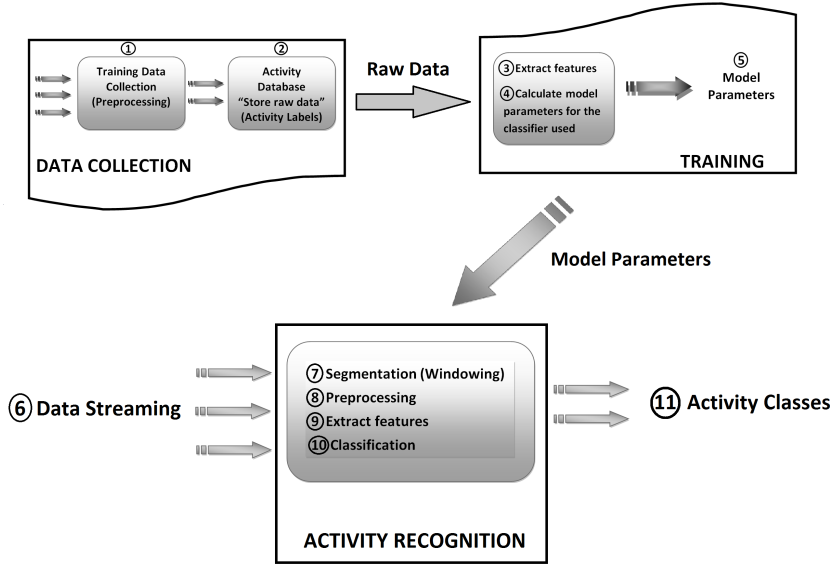 ①
Training Data
Collection
(Preprocessing)
②
Activity
Database
“Store raw data”
(Activity Labels)
DATA COLLECTION
Raw Data
③ Extract features
④ Calculate model
parameters for the
classifier used
⑤
Model
Parameters
TRAINING
Model Parameters
⑥ Data Streaming
⑦ Segmentation (Windowing)
⑧ Preprocessing
⑨ Extract features
⑩ Classification
ACTIVITY RECOGNITION
⑪ Activity Classes